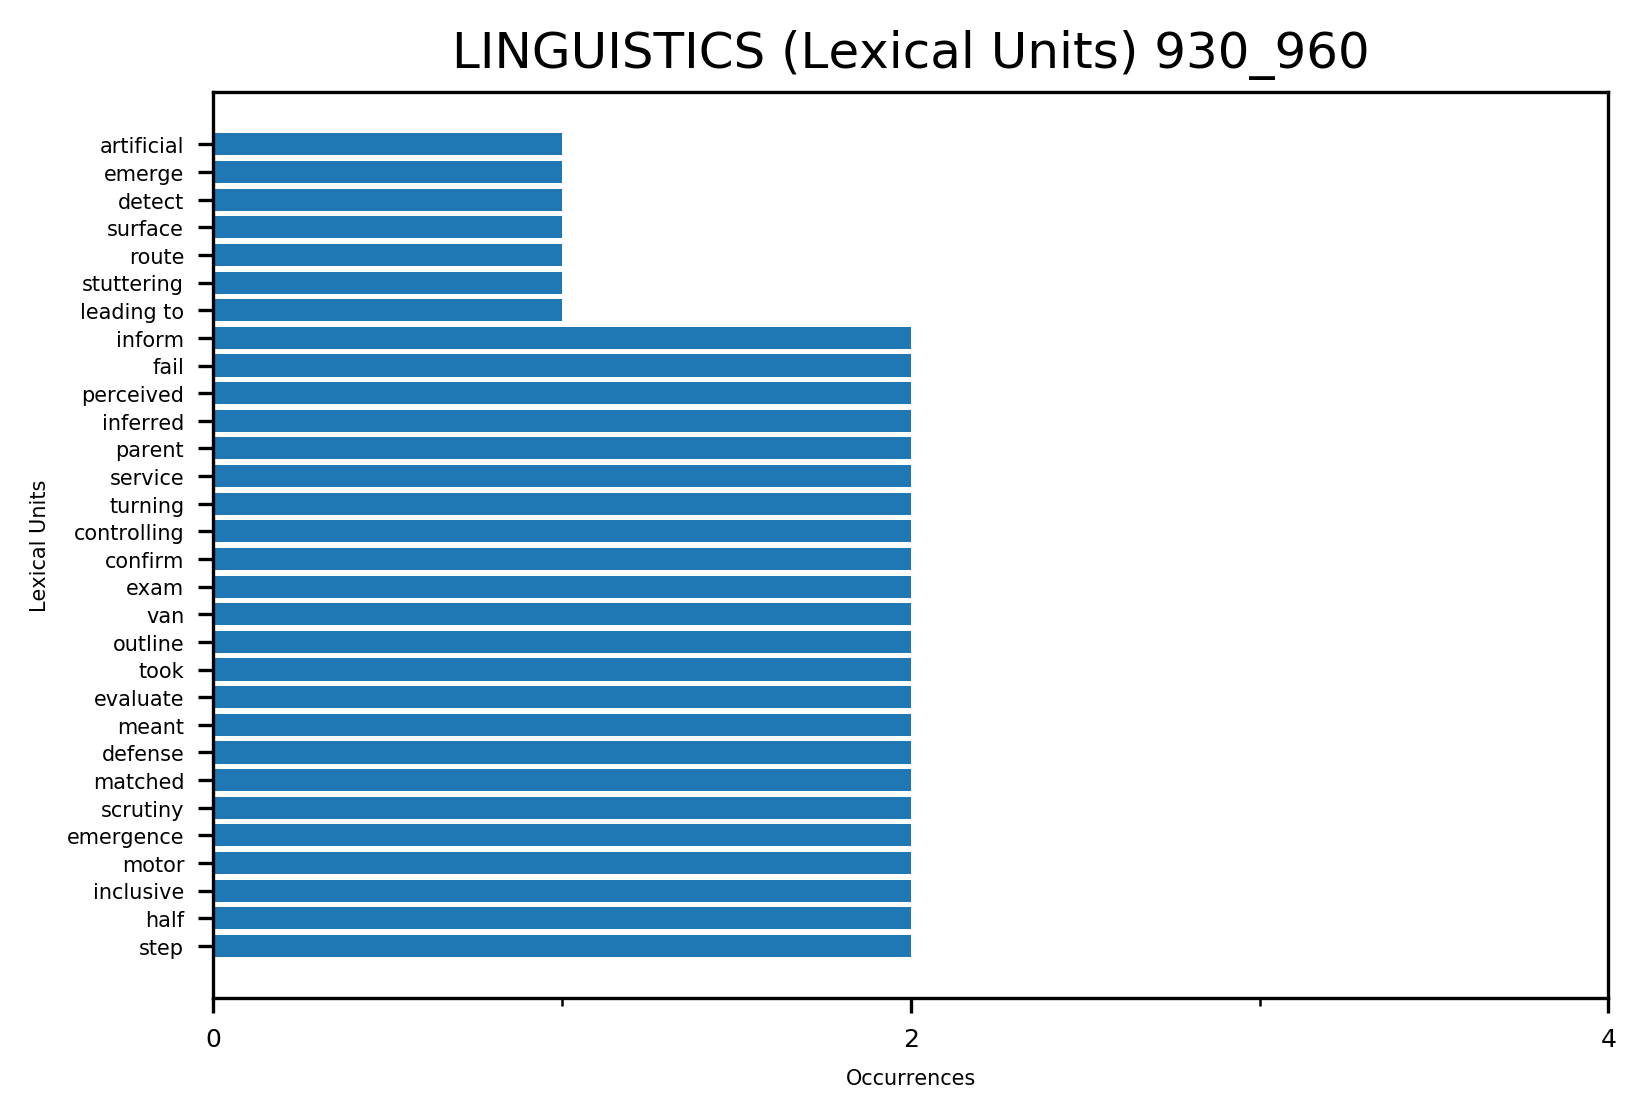 LINGUISTICS (Lexical Units) 930_960
artificial
emerge
detect
surface
route
stuttering
leading to
inform
fail
perceived
inferred
parent
service
turning
controlling
confirm
exam
van
outline
took
evaluate
meant
defense
matched
scrutiny
emergence
motor
inclusive
half
step
Lexical Units
0 2 4
Occurrences